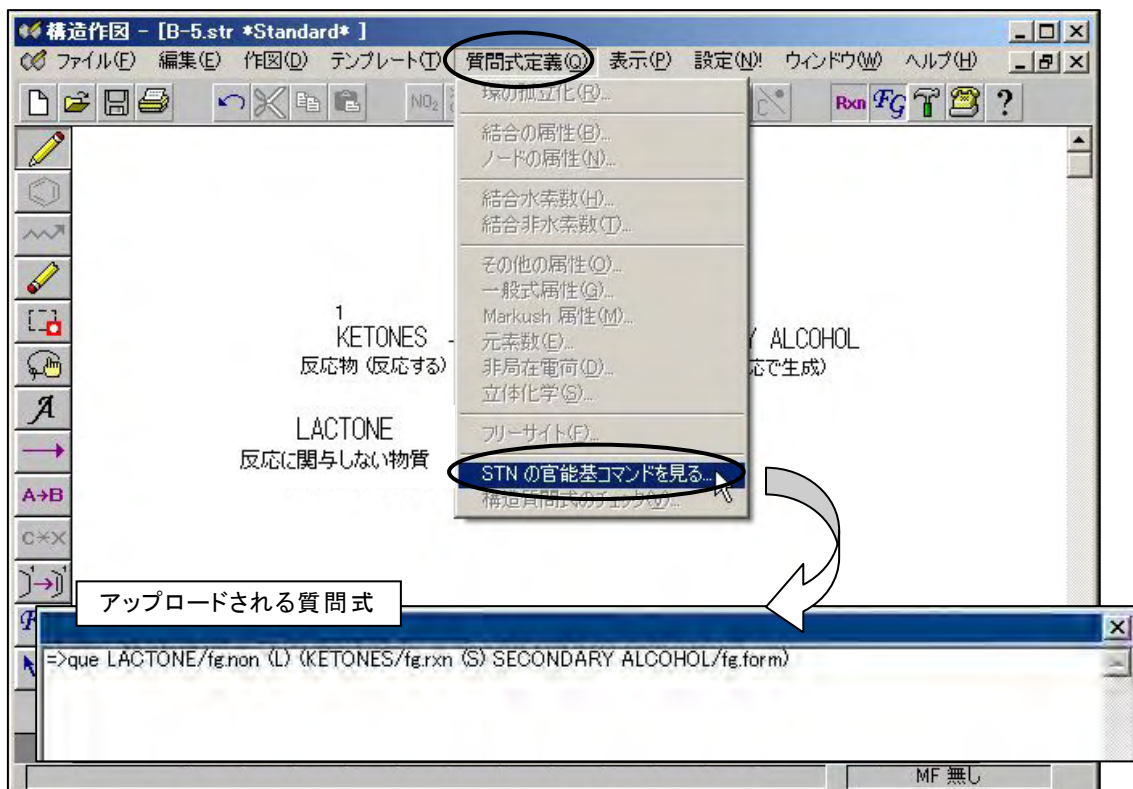 構造作図 - [B-5.str *Standard* ]
ファイル(F) 編集(E) 作図(D) テンプレート(T) 質問式定義(Q) 表示(P) 設定(N)! ウィンドウ(W) ヘルプ(H)
NO₂ Rxn FG ?
環の孤立化(R)...
結合の属性(B)...
ノードの属性(N)...
結合水素数(H)...
結合非水素数(T)...
その他の属性(O)...
一般式属性(G)...
Markush 属性(M)...
元素数(E)...
非局在電荷(D)...
立体化学(S)...
フリーサイト(F)...
STN の官能基コマンドを見る...
構造質問式のチェック(V)...
1
KETONES
ALCOHOL
反応物 (反応する)
で生成)
LACTONE
反応に関与しない物質
A
A→B
C✳X
アップロードされる質問式
=>que LACTONE/fg.non (L) (KETONES/fg.rxn (S) SECONDARY ALCOHOL/fg.form)
MF 無し